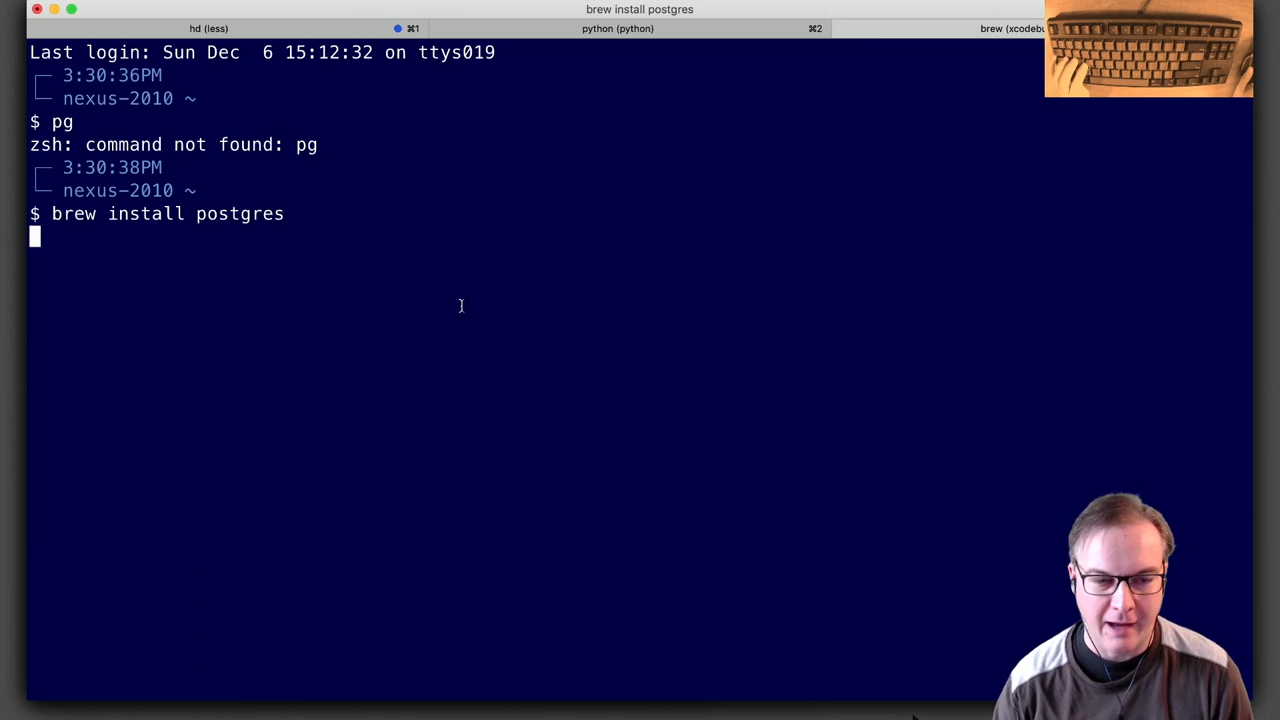 brew install postgres
hd (less)
⌘1
python (python)
⌘2
brew (xcodebu
Last login: Sun Dec  6 15:12:32 on ttys019
3:30:36PM
nexus-2010 ~
$ pg
zsh: command not found: pg
3:30:38PM
nexus-2010 ~
$ brew install postgres